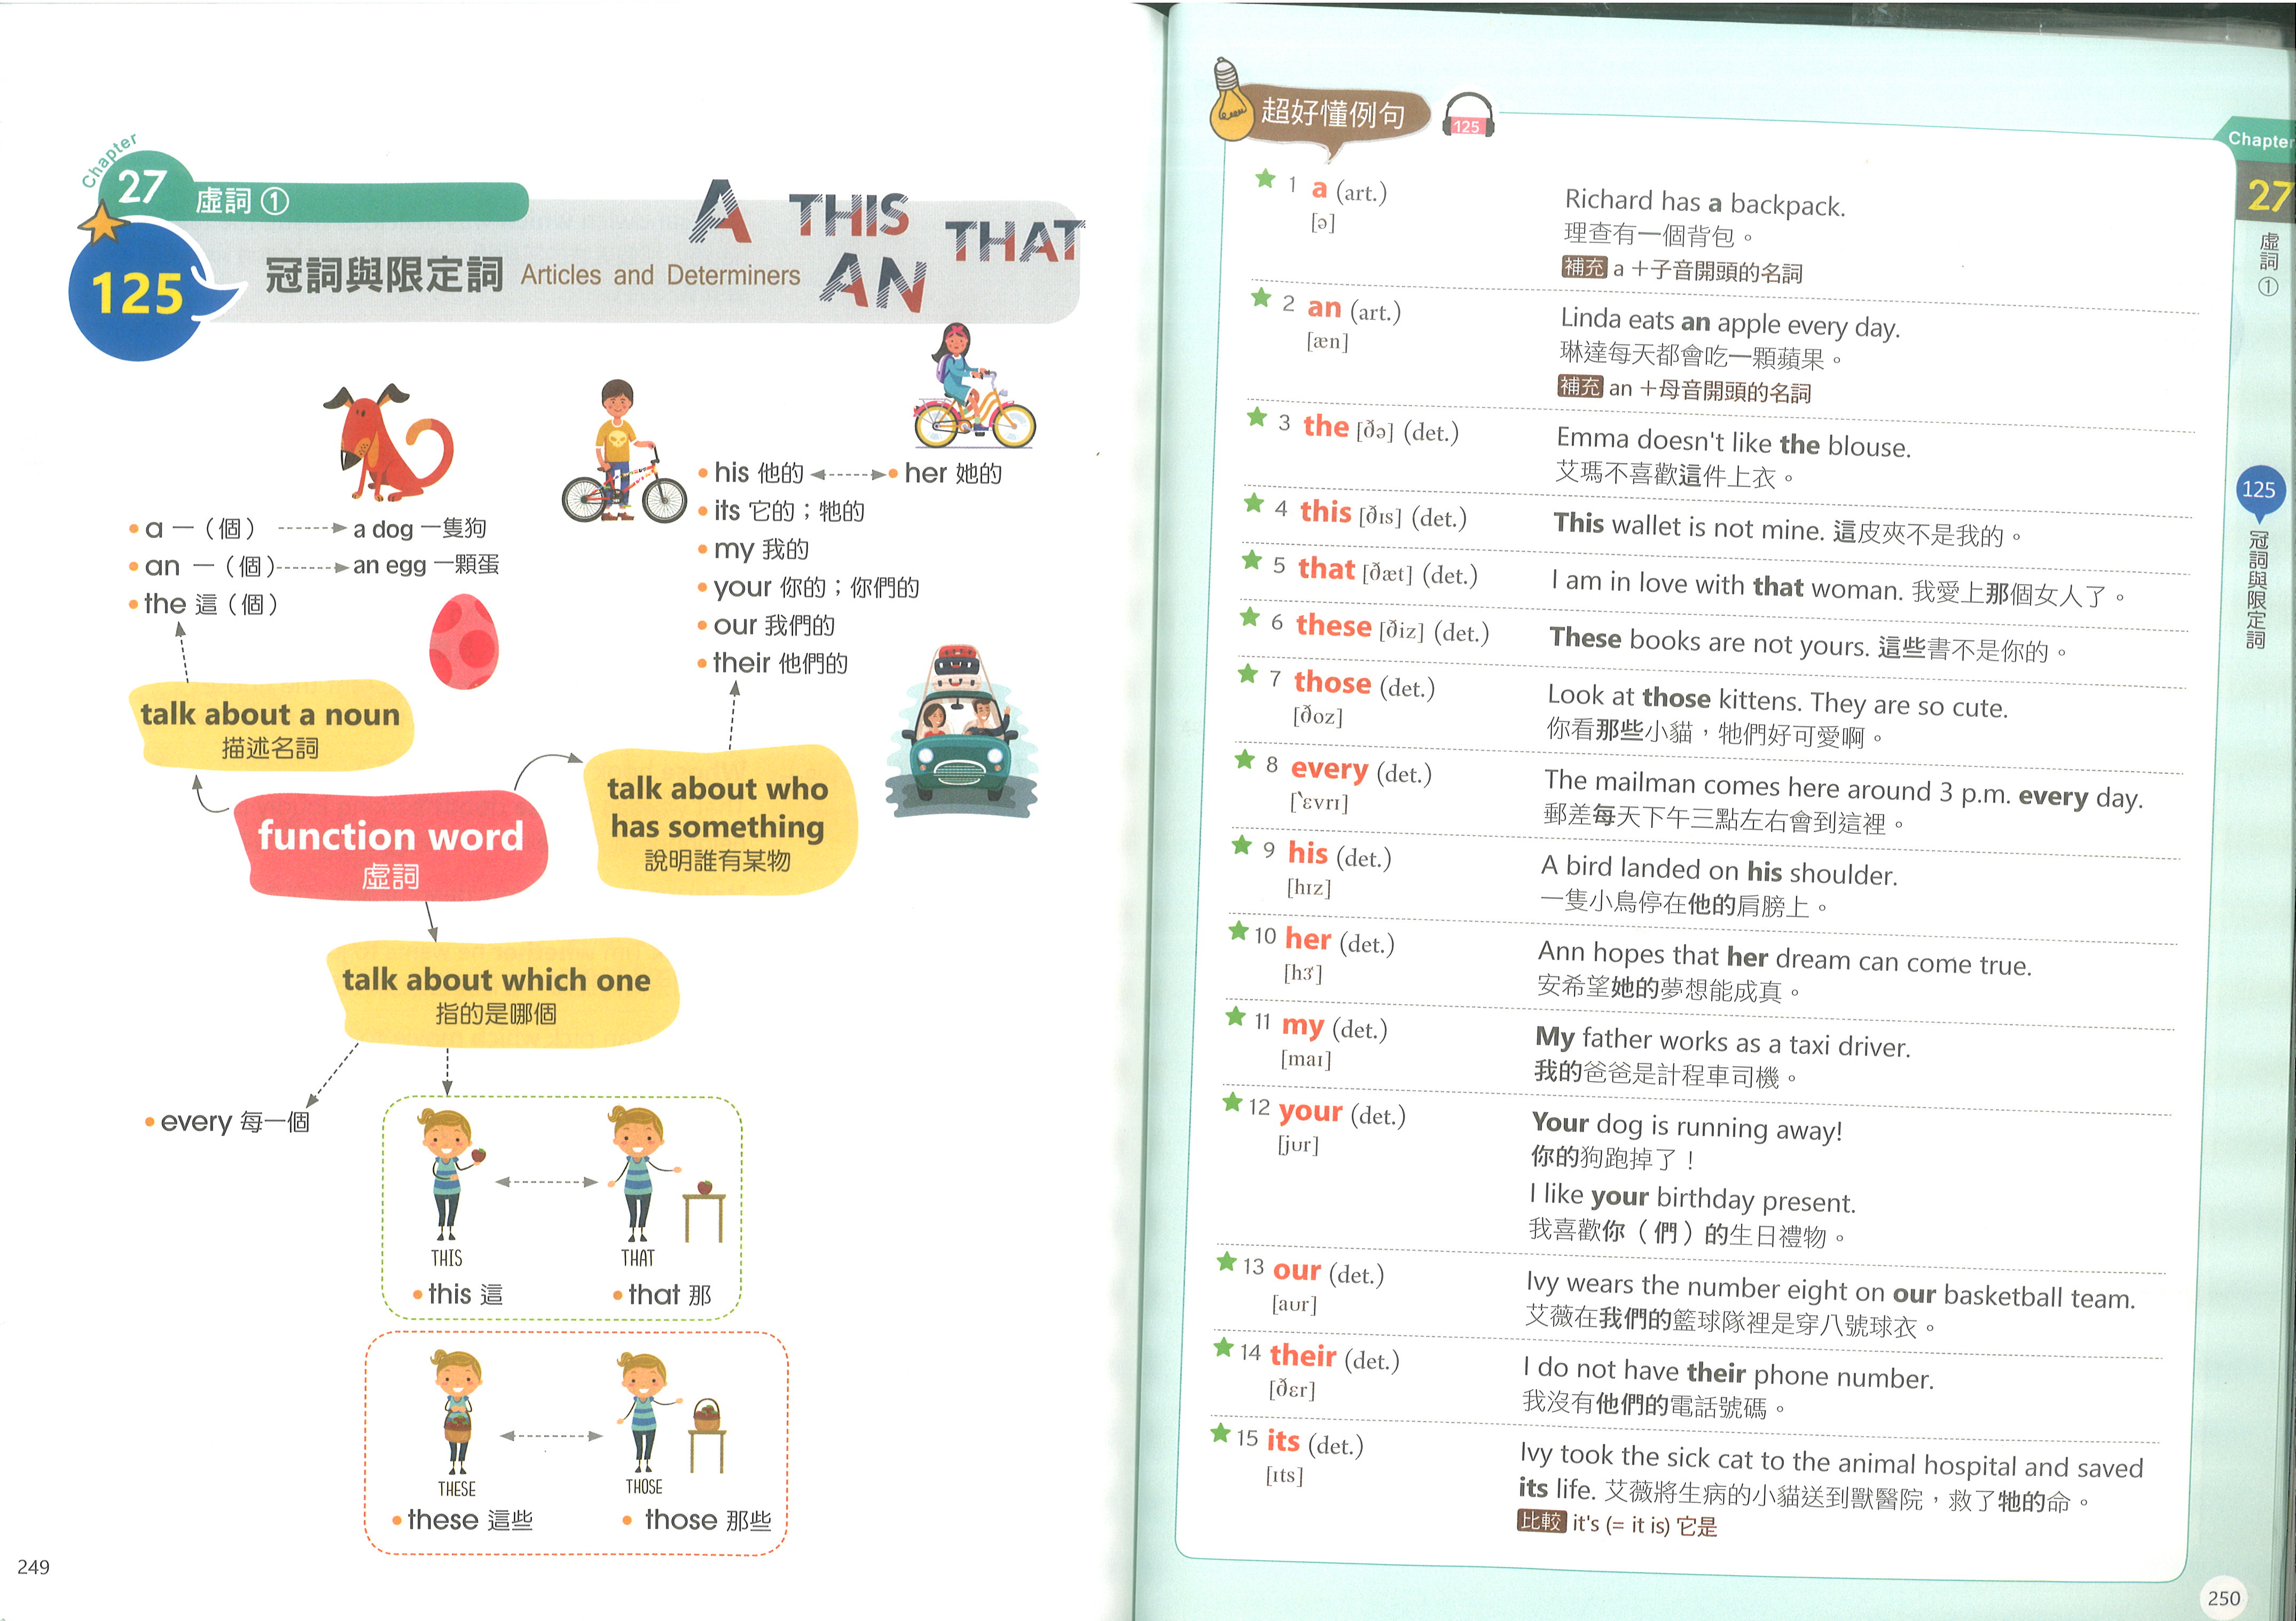 Chapter
27 虛詞 ①
A THIS
AN THAT
125 冠詞與限定詞 Articles and Determiners
a 一（個） a dog 一隻狗
an 一（個） an egg 一顆蛋
the 這（個）
his 他的 her 她的
its 它的；牠的
my 我的
your 你的；你們的
our 我們的
their 他們的
talk about a noun
描述名詞
talk about who
has something
說明誰有某物
function word
虛詞
talk about which one
指的是哪個
every 每一個
THIS THAT
this 這 that 那
THESE THOSE
these 這些 those 那些
249
超好懂例句 125
1 a (art.) Richard has a backpack.
[ə] 理查有一個背包。
補充 a＋子音開頭的名詞
2 an (art.) Linda eats an apple every day.
[æn] 琳達每天都會吃一顆蘋果。
補充 an＋母音開頭的名詞
3 the [ðə] (det.) Emma doesn't like the blouse.
艾瑪不喜歡這件上衣。
4 this [ðɪs] (det.) This wallet is not mine. 這皮夾不是我的。
5 that [ðæt] (det.) I am in love with that woman. 我愛上那個女人了。
6 these [ðiz] (det.) These books are not yours. 這些書不是你的。
7 those (det.) Look at those kittens. They are so cute.
[ðoz] 你看那些小貓，牠們好可愛啊。
8 every (det.) The mailman comes here around 3 p.m. every day.
[ˋɛvrɪ] 郵差每天下午三點左右會到這裡。
9 his (det.) A bird landed on his shoulder.
[hɪz] 一隻小鳥停在他的肩膀上。
10 her (det.) Ann hopes that her dream can come true.
[hɝ] 安希望她的夢想能成真。
11 my (det.) My father works as a taxi driver.
[maɪ] 我的爸爸是計程車司機。
12 your (det.) Your dog is running away!
[jʊr] 你的狗跑掉了！
I like your birthday present.
我喜歡你（們）的生日禮物。
13 our (det.) Ivy wears the number eight on our basketball team.
[aʊr] 艾薇在我們的籃球隊裡是穿八號球衣。
14 their (det.) I do not have their phone number.
[ðɛr] 我沒有他們的電話號碼。
15 its (det.) Ivy took the sick cat to the animal hospital and saved
[ɪts] its life. 艾薇將生病的小貓送到獸醫院，救了牠的命。
比較 it's (= it is) 它是
Chapter
27
虛詞①
125
冠詞與限定詞
250